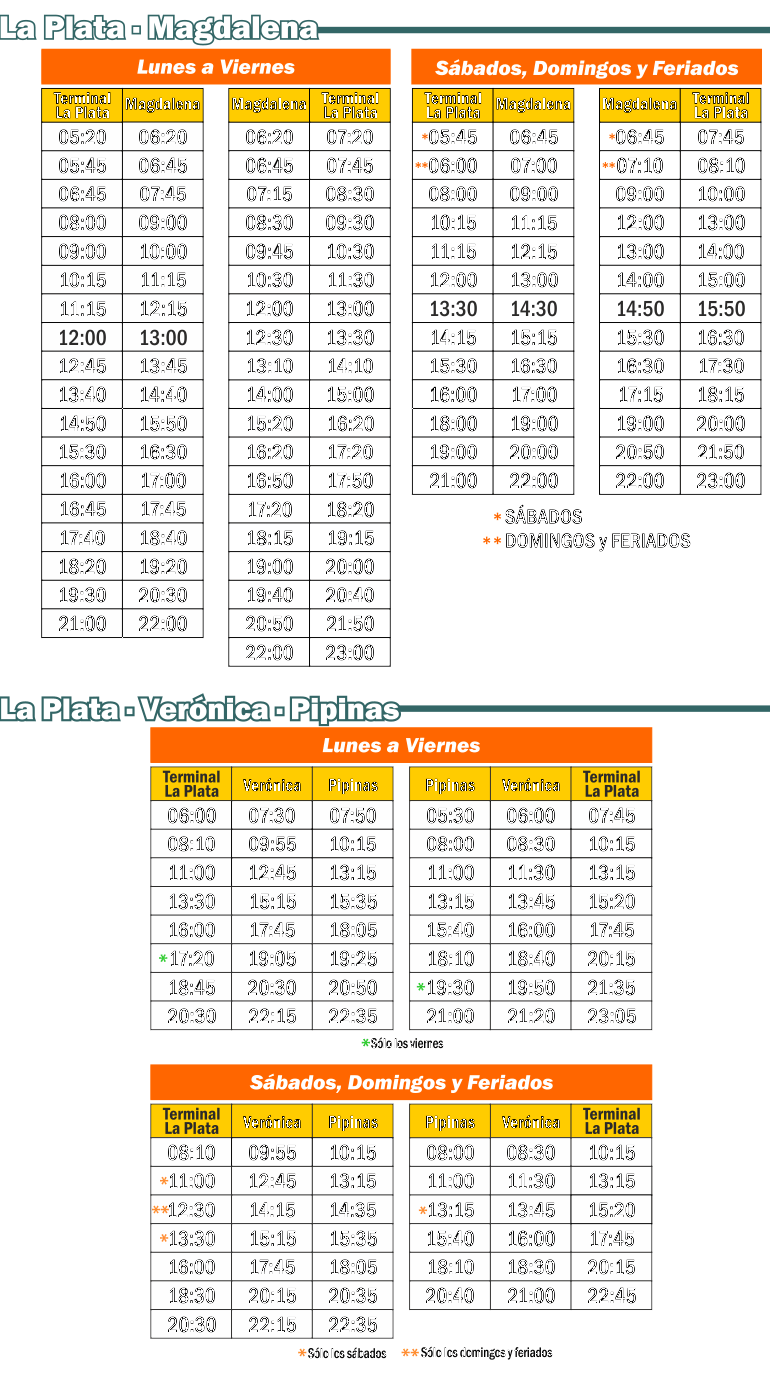 La Plata - Magdalena
Lunes a Viernes
Terminal La Plata Magdalena Magdalena Terminal La Plata
05:20 06:20 06:20 07:20
05:45 06:45 06:45 07:45
06:45 07:45 07:15 08:30
08:00 09:00 08:30 09:30
09:00 10:00 09:45 10:30
10:15 11:15 10:30 11:30
11:15 12:15 12:00 13:00
12:00 13:00 12:30 13:30
12:45 13:45 13:10 14:10
13:40 14:40 14:00 15:00
14:50 15:50 15:20 16:20
15:30 16:30 16:20 17:20
16:00 17:00 16:50 17:50
16:45 17:45 17:20 18:20
17:40 18:40 18:15 19:15
18:20 19:20 19:00 20:00
19:30 20:30 19:40 20:40
21:00 22:00 20:50 21:50
22:00 23:00
Sábados, Domingos y Feriados
Terminal La Plata Magdalena Magdalena Terminal La Plata
*05:45 06:45 *06:45 07:45
**06:00 07:00 **07:10 08:10
08:00 09:00 09:00 10:00
10:15 11:15 12:00 13:00
11:15 12:15 13:00 14:00
12:00 13:00 14:00 15:00
13:30 14:30 14:50 15:50
14:15 15:15 15:30 16:30
15:30 16:30 16:30 17:30
16:00 17:00 17:15 18:15
18:00 19:00 19:00 20:00
19:00 20:00 20:50 21:50
21:00 22:00 22:00 23:00
* SÁBADOS
** DOMINGOS y FERIADOS
La Plata - Verónica - Pipinas
Lunes a Viernes
Terminal La Plata Verónica Pipinas Pipinas Verónica Terminal La Plata
06:00 07:30 07:50 05:30 06:00 07:45
08:10 09:55 10:15 08:00 08:30 10:15
11:00 12:45 13:15 11:00 11:30 13:15
13:30 15:15 15:35 13:15 13:45 15:20
16:00 17:45 18:05 15:40 16:00 17:45
*17:20 19:05 19:25 18:10 18:40 20:15
18:45 20:30 20:50 *19:30 19:50 21:35
20:30 22:15 22:35 21:00 21:20 23:05
*Sólo los viernes
Sábados, Domingos y Feriados
Terminal La Plata Verónica Pipinas Pipinas Verónica Terminal La Plata
08:10 09:55 10:15 08:00 08:30 10:15
*11:00 12:45 13:15 11:00 11:30 13:15
**12:30 14:15 14:35 *13:15 13:45 15:20
*13:30 15:15 15:35 15:40 16:00 17:45
16:00 17:45 18:05 18:10 18:30 20:15
18:30 20:15 20:35 20:40 21:00 22:45
20:30 22:15 22:35
*Sólo los sábados **Sólo los domingos y feriados